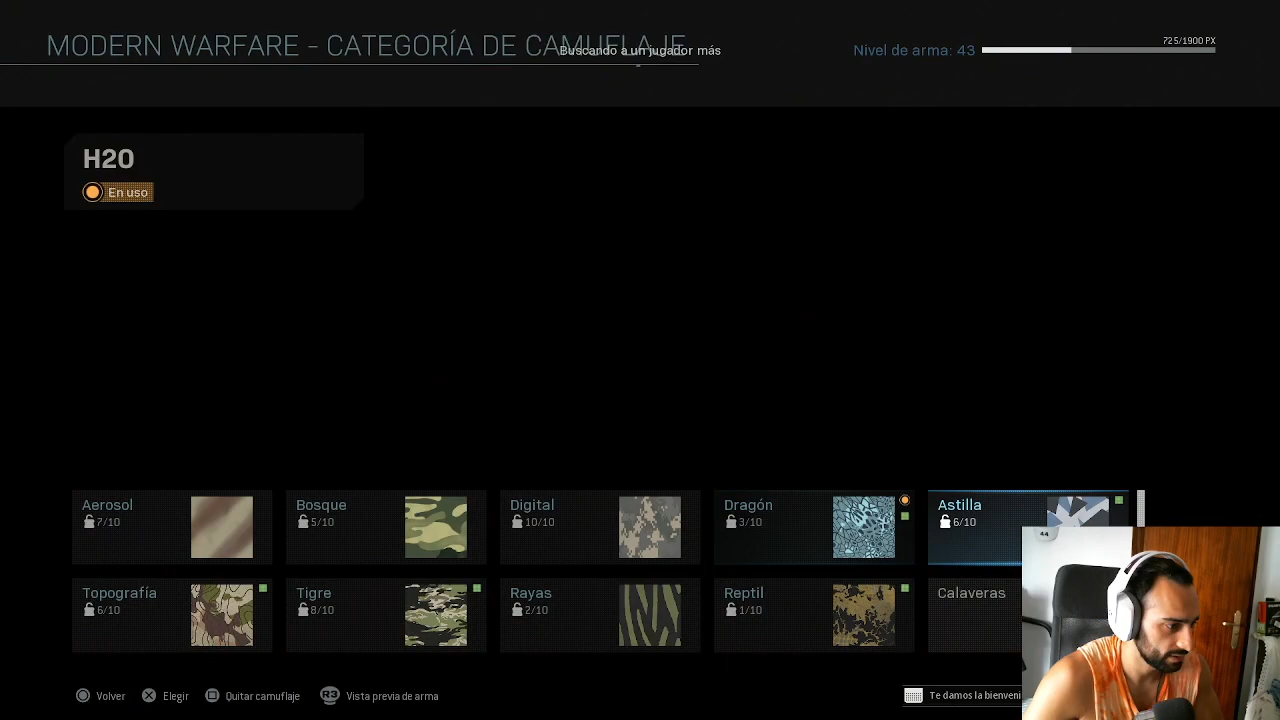 MODERN WARFARE - CATEGORÍA DE CAMUFLAJE
Buscando a un jugador más
Nivel de arma: 43
725/1900 PX
H2O
En uso
Aerosol
7/10
Bosque
5/10
Digital
10/10
Dragón
3/10
Astilla
6/10
Topografía
6/10
Tigre
8/10
Rayas
2/10
Reptil
1/10
Calaveras
Volver
Elegir
Quitar camuflaje
R3
Vista previa de arma
Te damos la bienveni
44